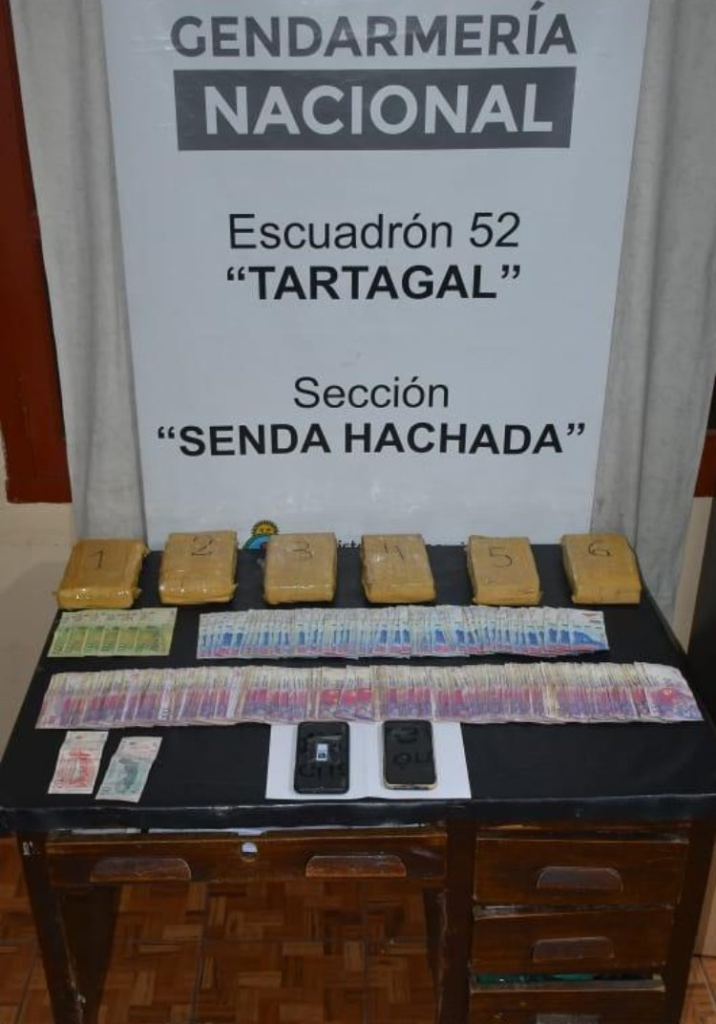 GENDARMERÍA
NACIONAL
Escuadrón 52
“TARTAGAL”
Sección
“SENDA HACHADA”
1 2 3 4 5 6